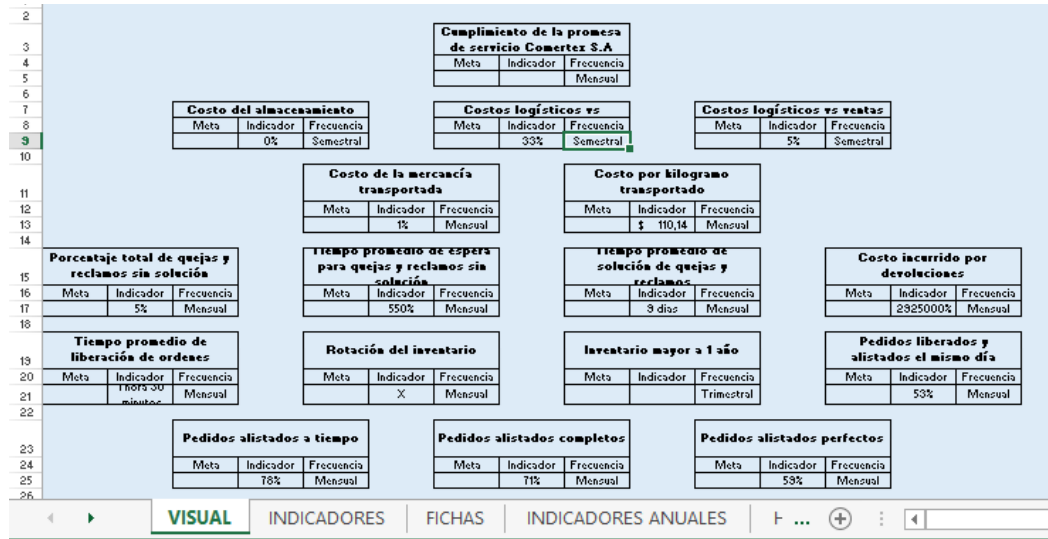 2
Cumplimiento de la promesa
3 de servicio Comertex S.A
4 Meta Indicador Frecuencia
5 Mensual
6
7 Costo del almacenamiento Costos logísticos vs Costos logísticos vs ventas
8 Meta Indicador Frecuencia Meta Indicador Frecuencia Meta Indicador Frecuencia
9 0% Semestral 33% Semestral 5% Semestral
10
Costo de la mercancía Costo por kilogramo
11 transportada transportado
12 Meta Indicador Frecuencia Meta Indicador Frecuencia
13 1% Mensual $ 110,14 Mensual
14
Tiempo promedio de espera Tiempo promedio de
Porcentaje total de quejas y para quejas y reclamos sin solución de quejas y Costo incurrido por
15 reclamos sin solución solución reclamos devoluciones
16 Meta Indicador Frecuencia Meta Indicador Frecuencia Meta Indicador Frecuencia Meta Indicador Frecuencia
17 5% Mensual 550% Mensual 9 días Mensual 2925000% Mensual
18
Tiempo promedio de Pedidos liberados y
19 liberación de ordenes Rotación del inventario Inventario mayor a 1 año alistados el mismo día
20 Meta Indicador Frecuencia Meta Indicador Frecuencia Meta Indicador Frecuencia Meta Indicador Frecuencia
1 hora 30
21 minutos Mensual X Mensual Trimestral 53% Mensual
22
23 Pedidos alistados a tiempo Pedidos alistados completos Pedidos alistados perfectos
24 Meta Indicador Frecuencia Meta Indicador Frecuencia Meta Indicador Frecuencia
25 78% Mensual 71% Mensual 59% Mensual
26
VISUAL INDICADORES FICHAS INDICADORES ANUALES ...